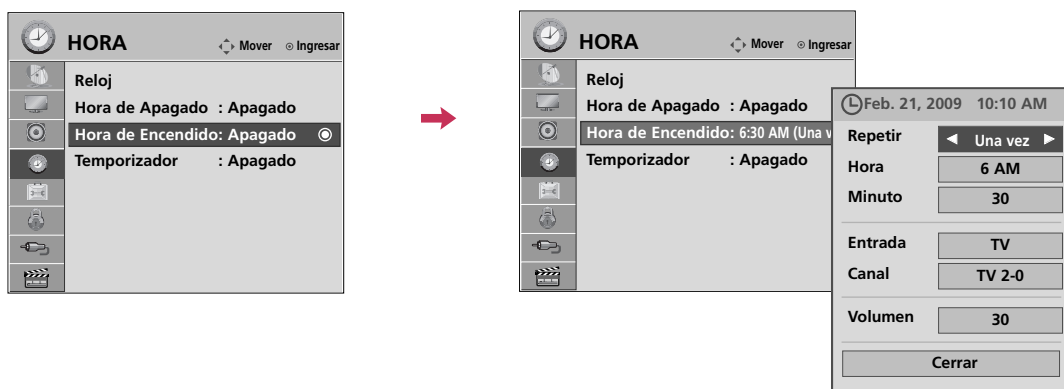 HORA
Mover
Ingresar
Reloj
Hora de Apagado : Apagado
Hora de Encendido: Apagado
Temporizador : Apagado
HORA
Mover
Ingresar
Reloj
Hora de Apagado : Apagado
Hora de Encendido: 6:30 AM (Una v
Temporizador : Apagado
Feb. 21, 2009 10:10 AM
Repetir ◀ Una vez ▶
Hora 6 AM
Minuto 30
Entrada TV
Canal TV 2-0
Volumen 30
Cerrar